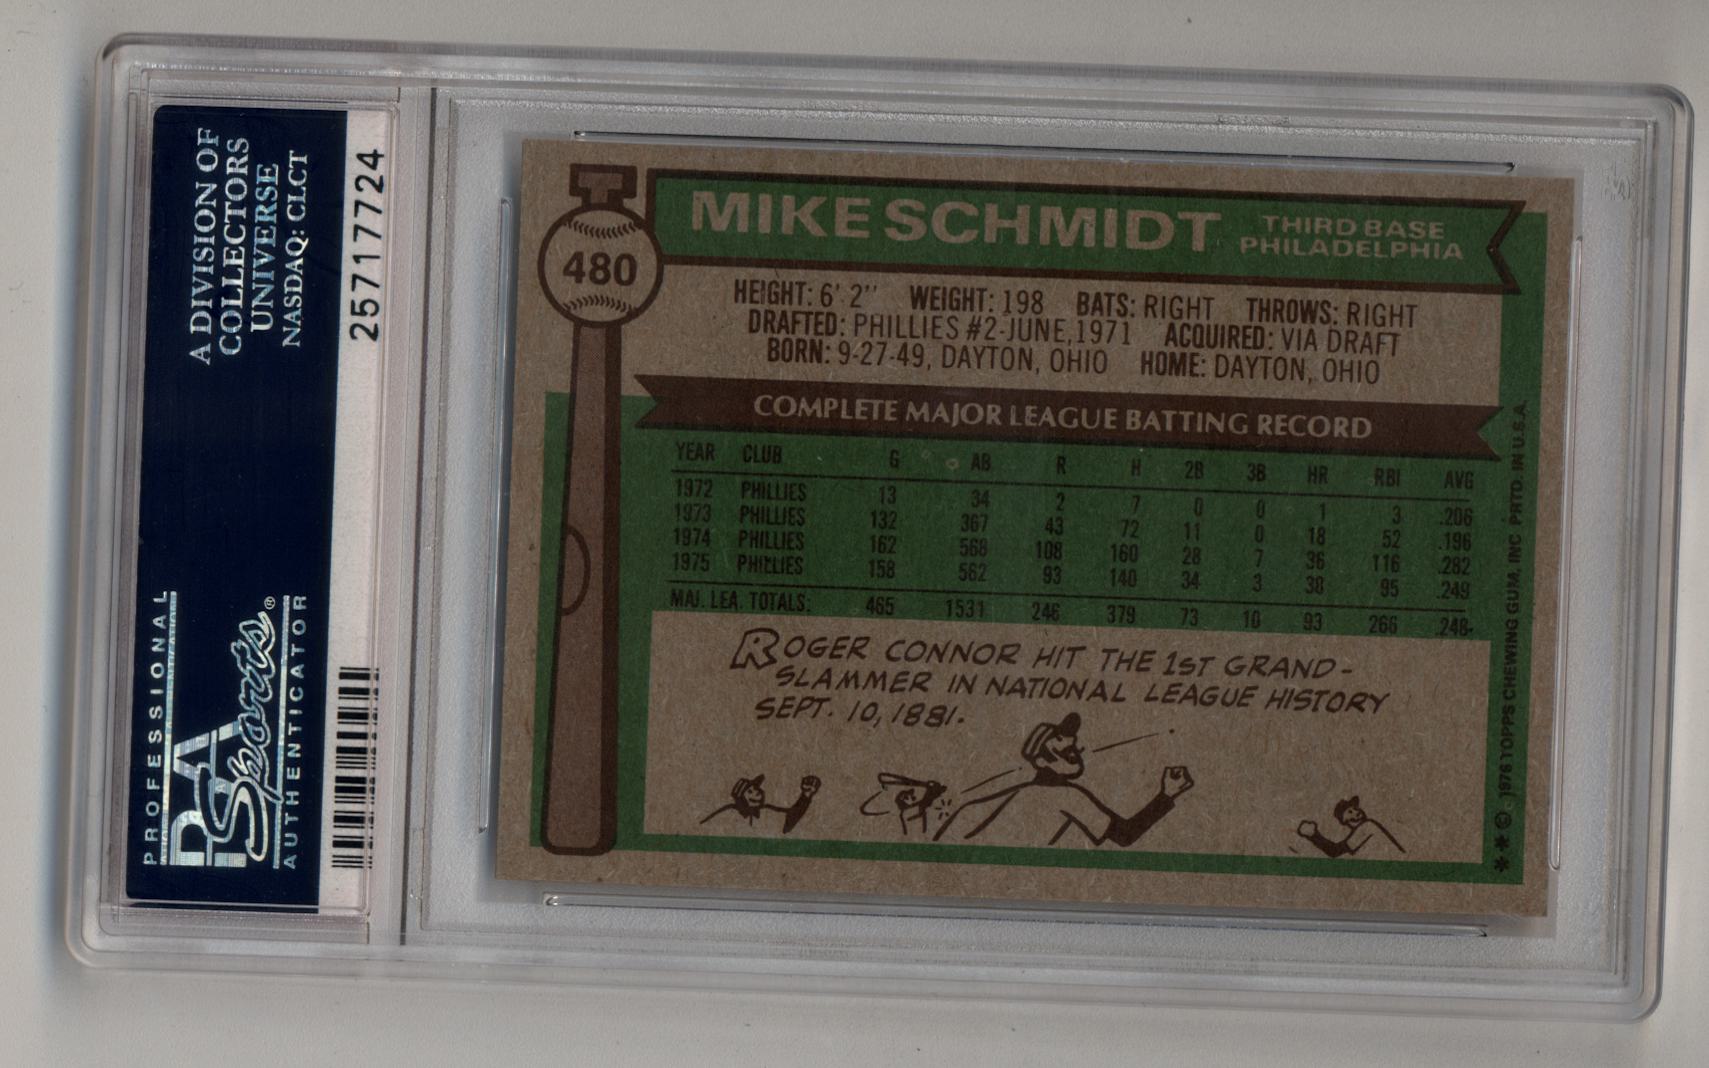 A DIVISION OF
COLLECTORS
UNIVERSE
NASDAQ: CLCT
25717724
PROFESSIONAL
PSA
Sports®
AUTHENTICATOR
480
MIKE SCHMIDT
THIRD BASE
PHILADELPHIA
HEIGHT: 6' 2" WEIGHT: 198 BATS: RIGHT THROWS: RIGHT
DRAFTED: PHILLIES #2-JUNE, 1971 ACQUIRED: VIA DRAFT
BORN: 9-27-49, DAYTON, OHIO HOME: DAYTON, OHIO
COMPLETE MAJOR LEAGUE BATTING RECORD
YEAR CLUB G AB R H 2B 3B HR RBI AVG
1972 PHILLIES 13 34 2 7 0 0 1 3 .206
1973 PHILLIES 132 367 43 72 11 0 18 52 .196
1974 PHILLIES 162 568 108 160 28 7 36 116 .282
1975 PHILLIES 158 562 93 140 34 3 38 95 .249
MAJ. LEA. TOTALS: 465 1531 246 379 73 10 93 266 .248
ROGER CONNOR HIT THE 1ST GRAND-
SLAMMER IN NATIONAL LEAGUE HISTORY
SEPT. 10, 1881.
**© 1976 TOPPS CHEWING GUM, INC PRTD. IN U.S.A.